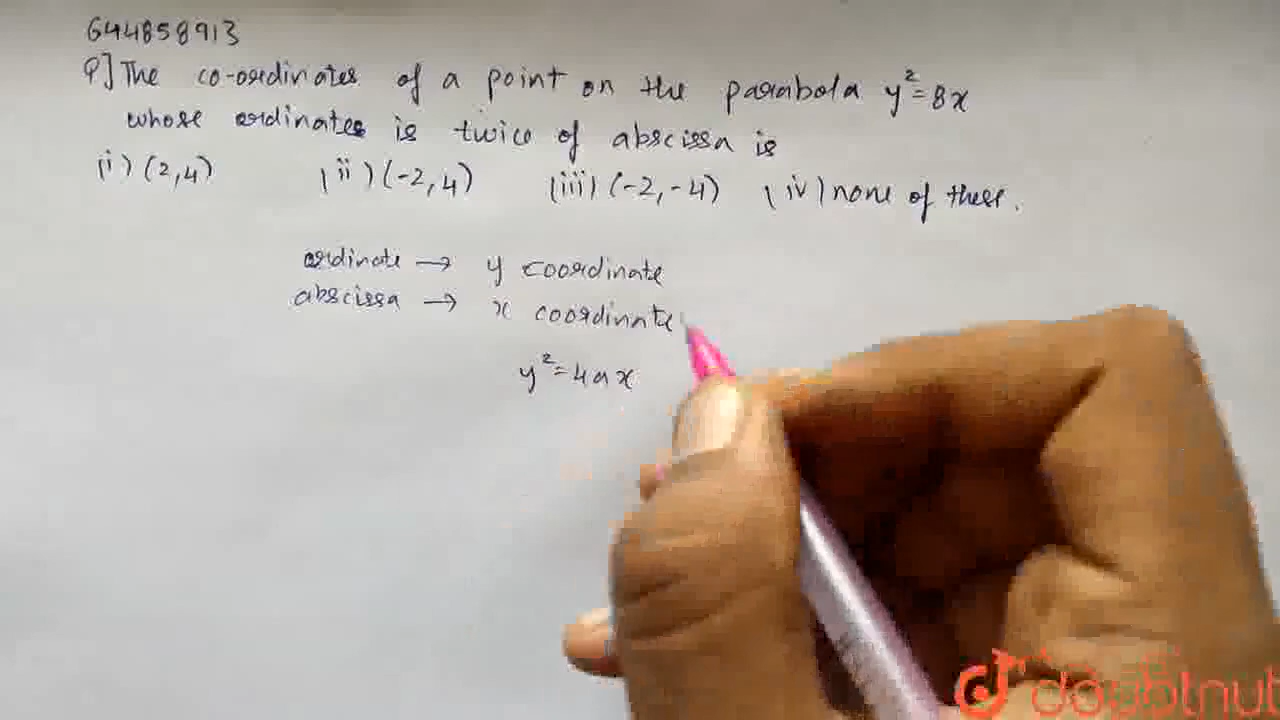 644858913
Q] The co-ordinates of a point on the parabola y²=8x
whose ordinates is twice of abscissa is
(i) (2,4) (ii) (-2,4) (iii) (-2,-4) (iv) none of these.
ordinate → y coordinate
abscissa → x coordinate
y²=4ax
doubtnut